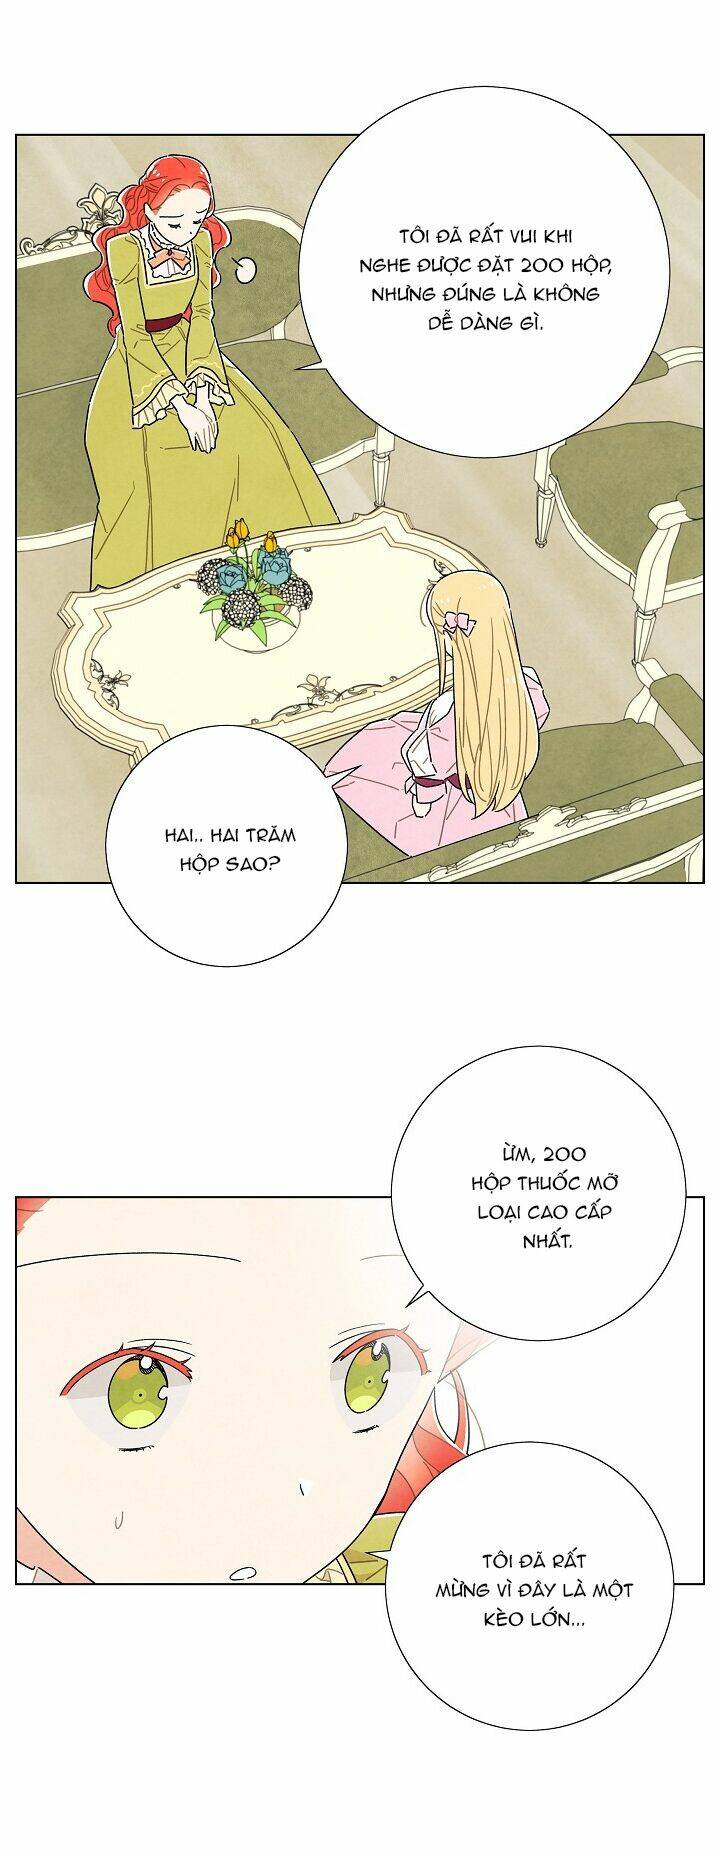 TÔI ĐÃ RẤT VUI KHI
NGHE ĐƯỢC ĐẶT 200 HỘP,
NHƯNG ĐÚNG LÀ KHÔNG
DỄ DÀNG GÌ.
HAI.. HAI TRĂM
HỘP SAO?
ỪM, 200
HỘP THUỐC MỠ
LOẠI CAO CẤP
NHẤT.
TÔI ĐÃ RẤT
MỪNG VÌ ĐÂY LÀ MỘT
KÈO LỚN...